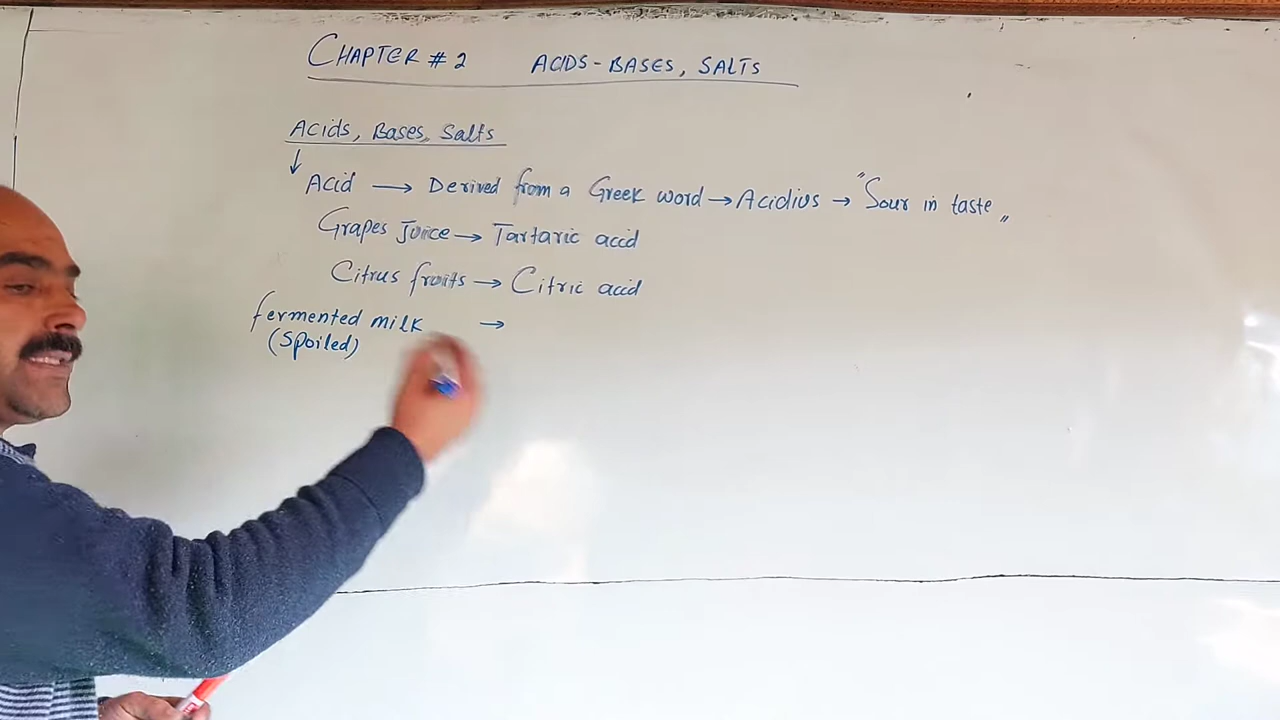 CHAPTER # 2 ACIDS - BASES, SALTS
Acids, Bases, Salts
↓
Acid → Derived from a Greek word → Acidius → "Sour in taste„
Grapes Juice → Tartaric acid
Citrus fruits → Citric acid
fermented milk →
(Spoiled)